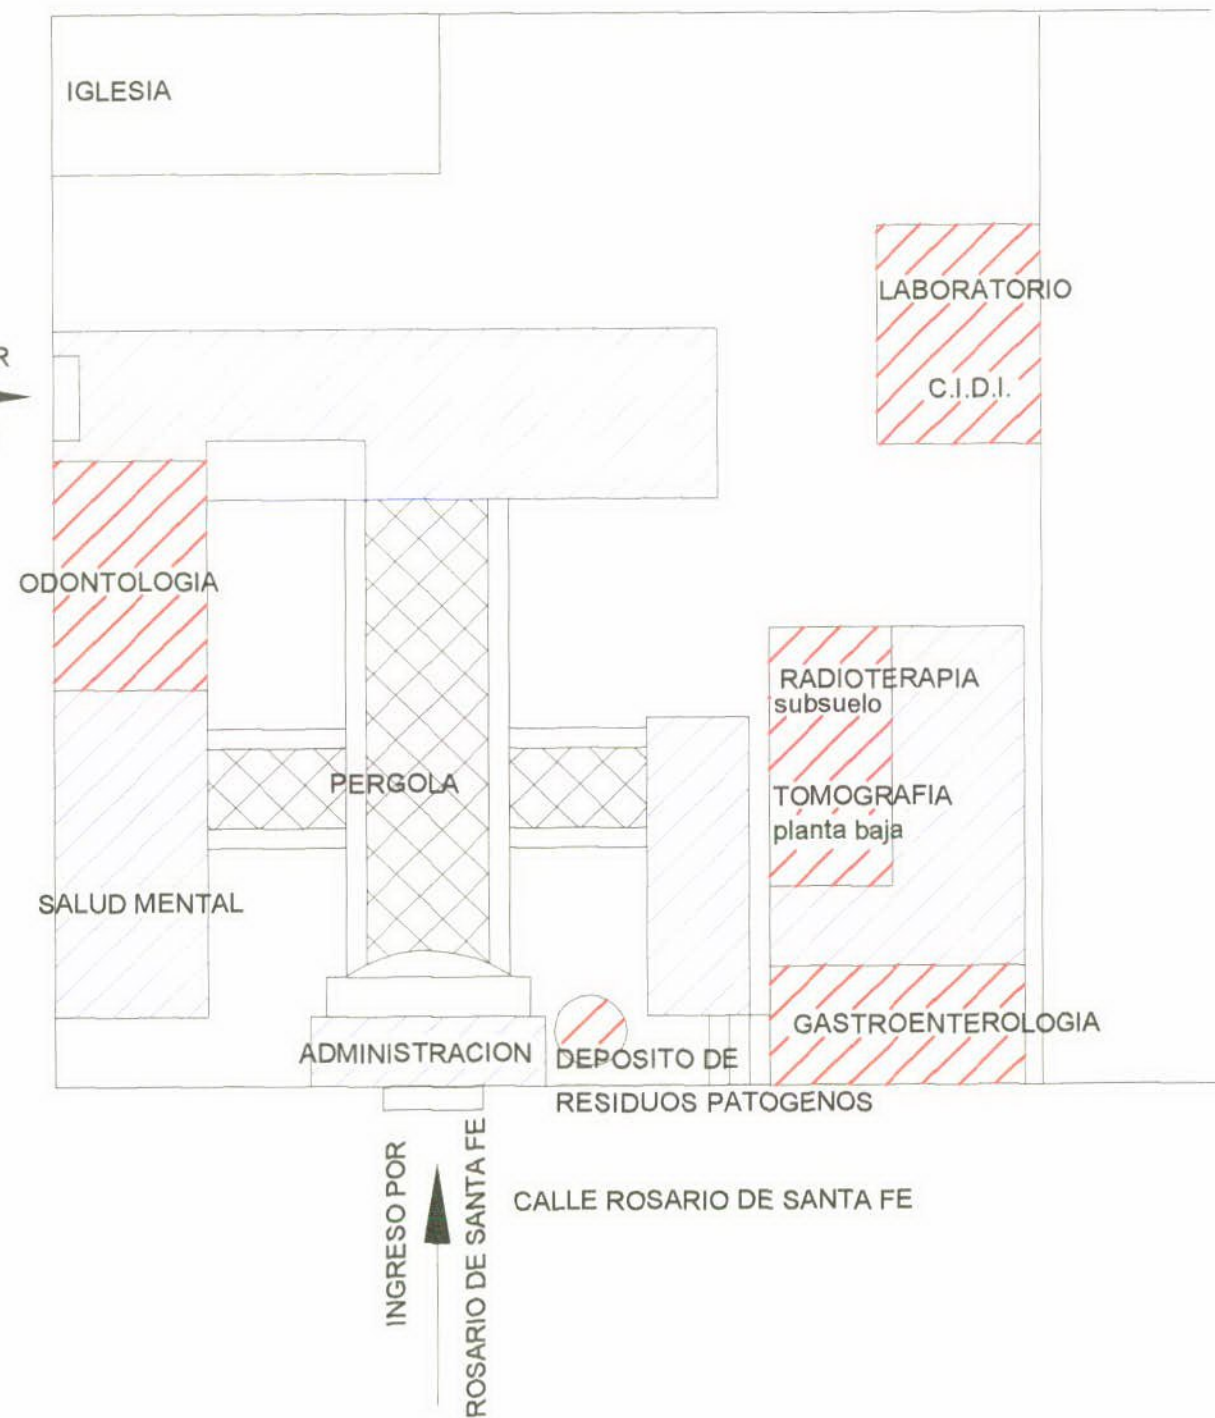 IGLESIA
LABORATORIO
C.I.D.I.
R
ODONTOLOGIA
RADIOTERAPIA
subsuelo
PERGOLA
TOMOGRAFIA
planta baja
SALUD MENTAL
GASTROENTEROLOGIA
ADMINISTRACION
DEPOSITO DE
RESIDUOS PATOGENOS
INGRESO POR
ROSARIO DE SANTA FE
CALLE ROSARIO DE SANTA FE